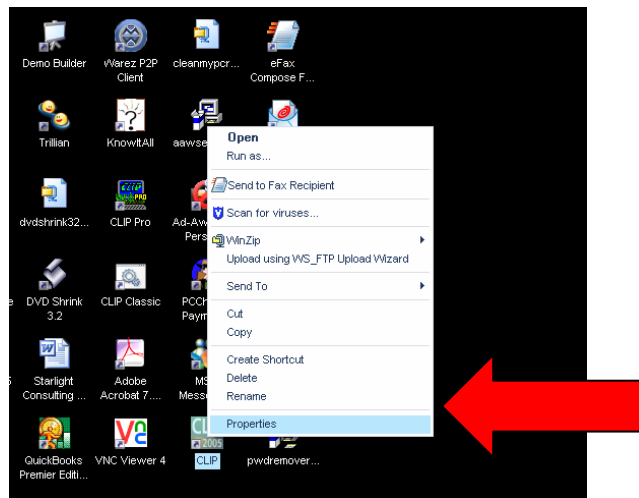 Demo Builder
Warez P2P
Client
cleanmypcr...
eFax
Compose F...
Trillian
KnowItAll
aawse
Open
Run as...
Send to Fax Recipient
Scan for viruses...
WinZip
Upload using WS_FTP Upload Wizard
Send To
Cut
Copy
Create Shortcut
Delete
Rename
Properties
dvdshrink32...
CLIP Pro
Ad-Aw
Pers
DVD Shrink
3.2
CLIP Classic
PCCh
Paym
Starlight
Consulting ...
Adobe
Acrobat 7....
MS
Messe
QuickBooks
Premier Editi...
VNC Viewer 4
2005
CLIP
pwdremover...